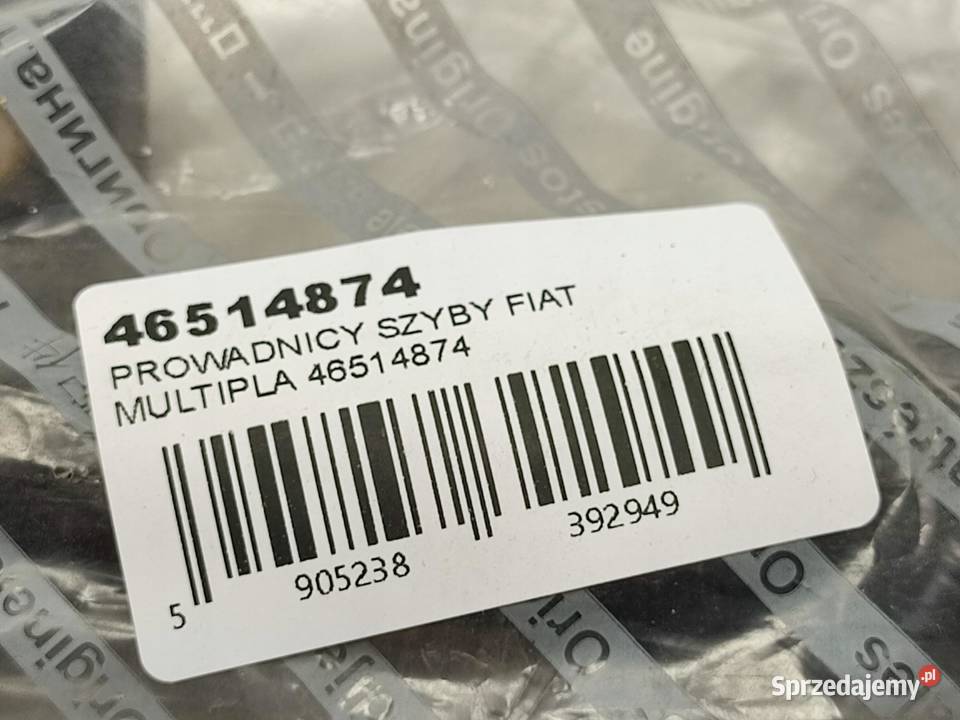 46514874
PROWADNICY SZYBY FIAT
MULTIPLA 46514874
5 905238 392949
Sprzedajemy.pl